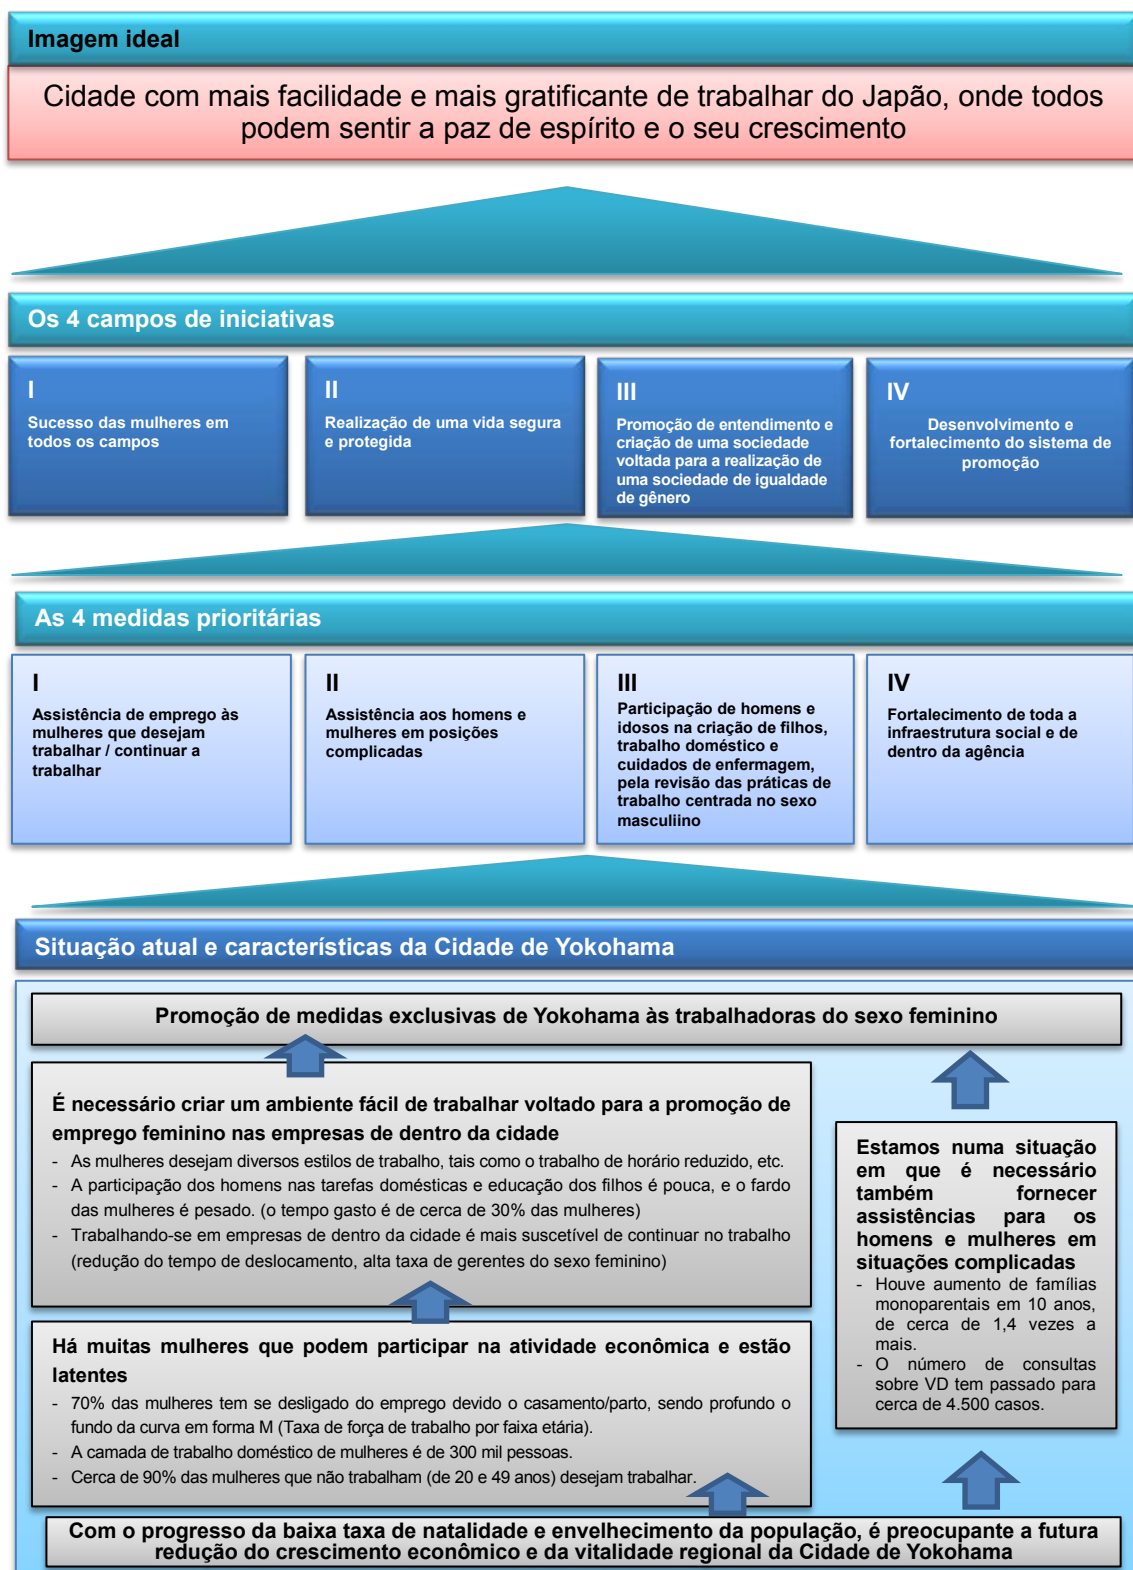 Imagem ideal
Cidade com mais facilidade e mais gratificante de trabalhar do Japão, onde todos
podem sentir a paz de espírito e o seu crescimento
Os 4 campos de iniciativas
I
Sucesso das mulheres em
todos os campos
II
Realização de uma vida segura
e protegida
III
Promoção de entendimento e
criação de uma sociedade
voltada para a realização de
uma sociedade de igualdade
de gênero
IV
Desenvolvimento e
fortalecimento do sistema de
promoção
As 4 medidas prioritárias
I
Assistência de emprego às
mulheres que desejam
trabalhar / continuar a
trabalhar
II
Assistência aos homens e
mulheres em posições
complicadas
III
Participação de homens e
idosos na criação de filhos,
trabalho doméstico e
cuidados de enfermagem,
pela revisão das práticas de
trabalho centrada no sexo
masculiino
IV
Fortalecimento de toda a
infraestrutura social e de
dentro da agência
Situação atual e características da Cidade de Yokohama
Promoção de medidas exclusivas de Yokohama às trabalhadoras do sexo feminino
É necessário criar um ambiente fácil de trabalhar voltado para a promoção de
emprego feminino nas empresas de dentro da cidade
- As mulheres desejam diversos estilos de trabalho, tais como o trabalho de horário reduzido, etc.
- A participação dos homens nas tarefas domésticas e educação dos filhos é pouca, e o fardo
das mulheres é pesado. (o tempo gasto é de cerca de 30% das mulheres)
- Trabalhando-se em empresas de dentro da cidade é mais suscetível de continuar no trabalho
(redução do tempo de deslocamento, alta taxa de gerentes do sexo feminino)
Há muitas mulheres que podem participar na atividade econômica e estão
latentes
- 70% das mulheres tem se desligado do emprego devido o casamento/parto, sendo profundo o
fundo da curva em forma M (Taxa de força de trabalho por faixa etária).
- A camada de trabalho doméstico de mulheres é de 300 mil pessoas.
- Cerca de 90% das mulheres que não trabalham (de 20 e 49 anos) desejam trabalhar.
Estamos numa situação
em que é necessário
também fornecer
assistências para os
homens e mulheres em
situações complicadas
- Houve aumento de famílias
monoparentais em 10 anos,
de cerca de 1,4 vezes a
mais.
- O número de consultas
sobre VD tem passado para
cerca de 4.500 casos.
Com o progresso da baixa taxa de natalidade e envelhecimento da população, é preocupante a futura
redução do crescimento econômico e da vitalidade regional da Cidade de Yokohama